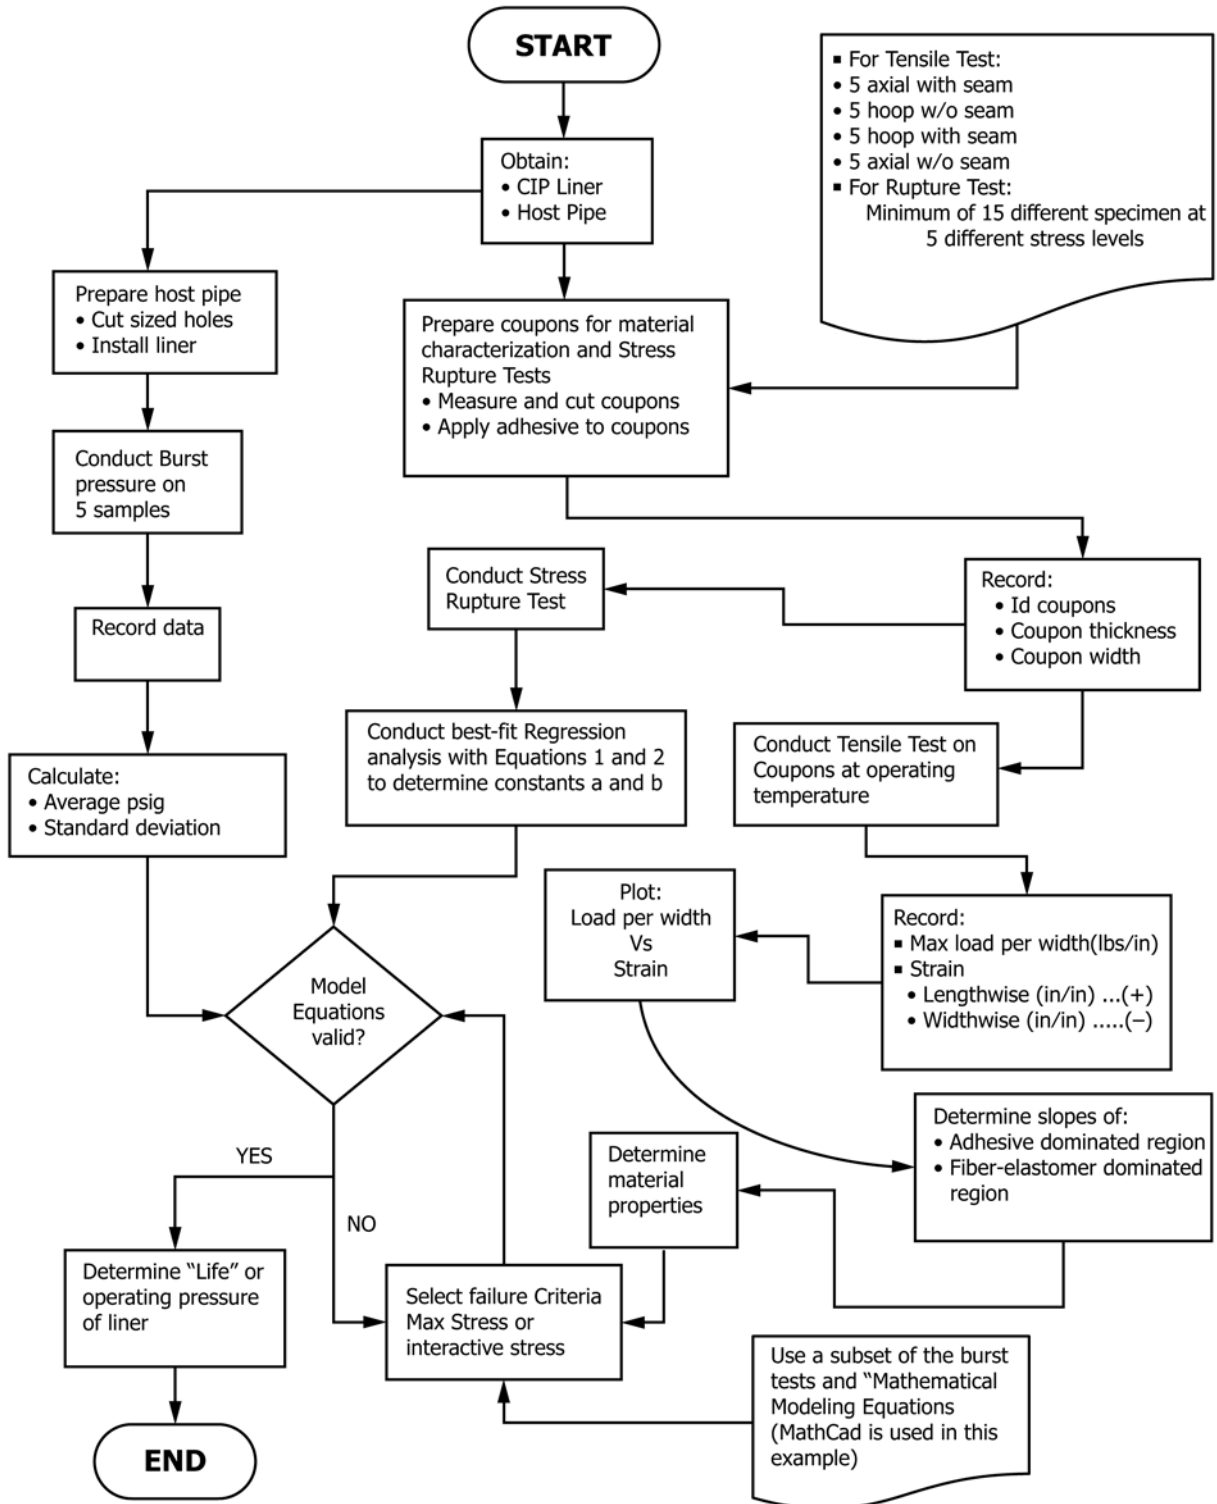 START
■ For Tensile Test:
• 5 axial with seam
• 5 hoop w/o seam
• 5 hoop with seam
• 5 axial w/o seam
■ For Rupture Test:
Minimum of 15 different specimen at
5 different stress levels
Obtain:
• CIP Liner
• Host Pipe
Prepare host pipe
• Cut sized holes
• Install liner
Prepare coupons for material
characterization and Stress
Rupture Tests
• Measure and cut coupons
• Apply adhesive to coupons
Conduct Burst
pressure on
5 samples
Record data
Calculate:
• Average psig
• Standard deviation
Conduct Stress
Rupture Test
Record:
• Id coupons
• Coupon thickness
• Coupon width
Conduct best-fit Regression
analysis with Equations 1 and 2
to determine constants a and b
Conduct Tensile Test on
Coupons at operating
temperature
Plot:
Load per width
Vs
Strain
Record:
■ Max load per width(lbs/in)
■ Strain
• Lengthwise (in/in) ...(+)
• Widthwise (in/in) .....(–)
Model
Equations
valid?
YES
NO
Determine slopes of:
• Adhesive dominated region
• Fiber-elastomer dominated
region
Determine
material
properties
Determine “Life” or
operating pressure
of liner
Select failure Criteria
Max Stress or
interactive stress
Use a subset of the burst
tests and “Mathematical
Modeling Equations
(MathCad is used in this
example)
END